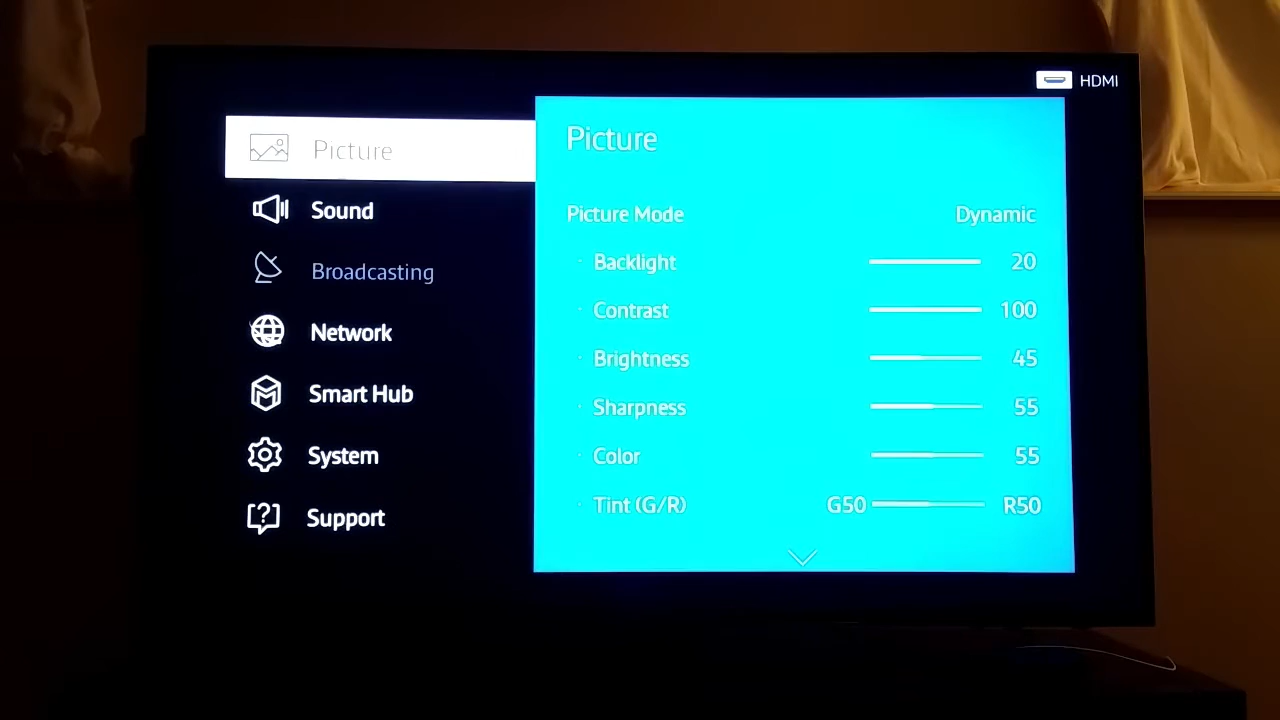 HDMI
Picture
Sound
Broadcasting
Network
Smart Hub
System
Support
Picture
Picture Mode Dynamic
· Backlight 20
· Contrast 100
· Brightness 45
· Sharpness 55
· Color 55
· Tint (G/R) G50 R50